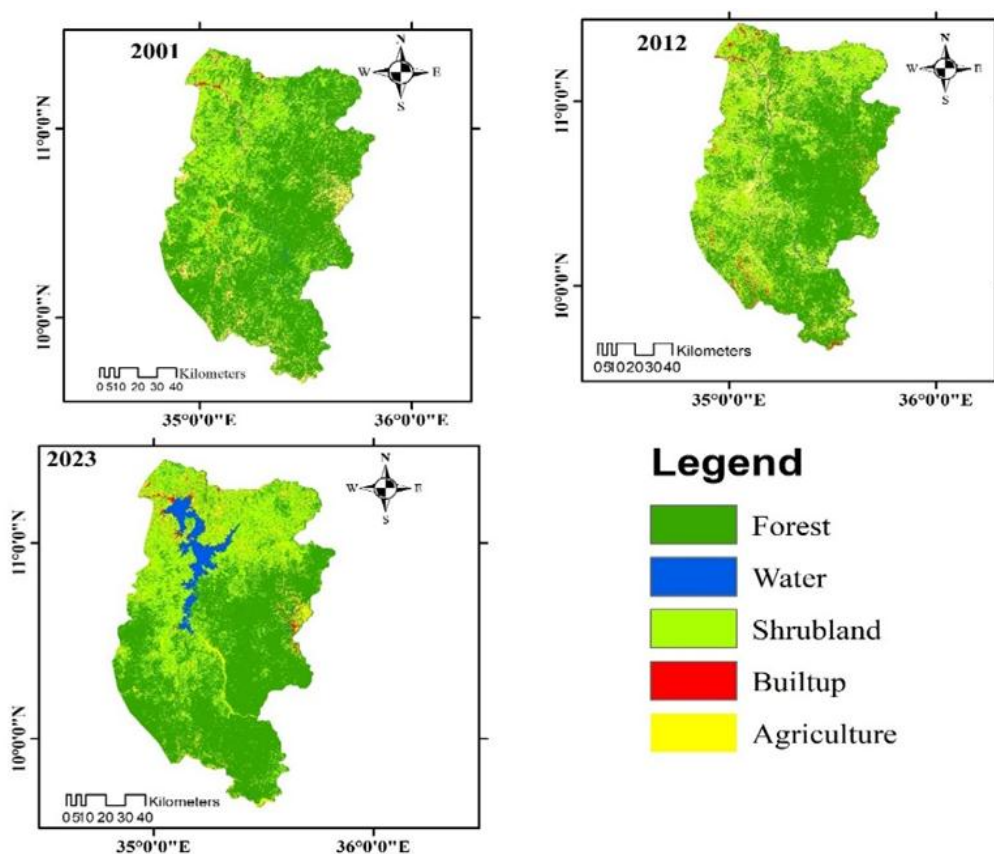 2001
N
W E
S
11°0'0"N
10°0'0"N
Kilometers
0 5 10 20 30 40
35°0'0"E 36°0'0"E
2012
N
W E
S
11°0'0"N
10°0'0"N
Kilometers
0 5 10 20 30 40
35°0'0"E 36°0'0"E
2023
N
W E
S
11°0'0"N
10°0'0"N
Kilometers
0 5 10 20 30 40
35°0'0"E 36°0'0"E
Legend
Forest
Water
Shrubland
Builtup
Agriculture